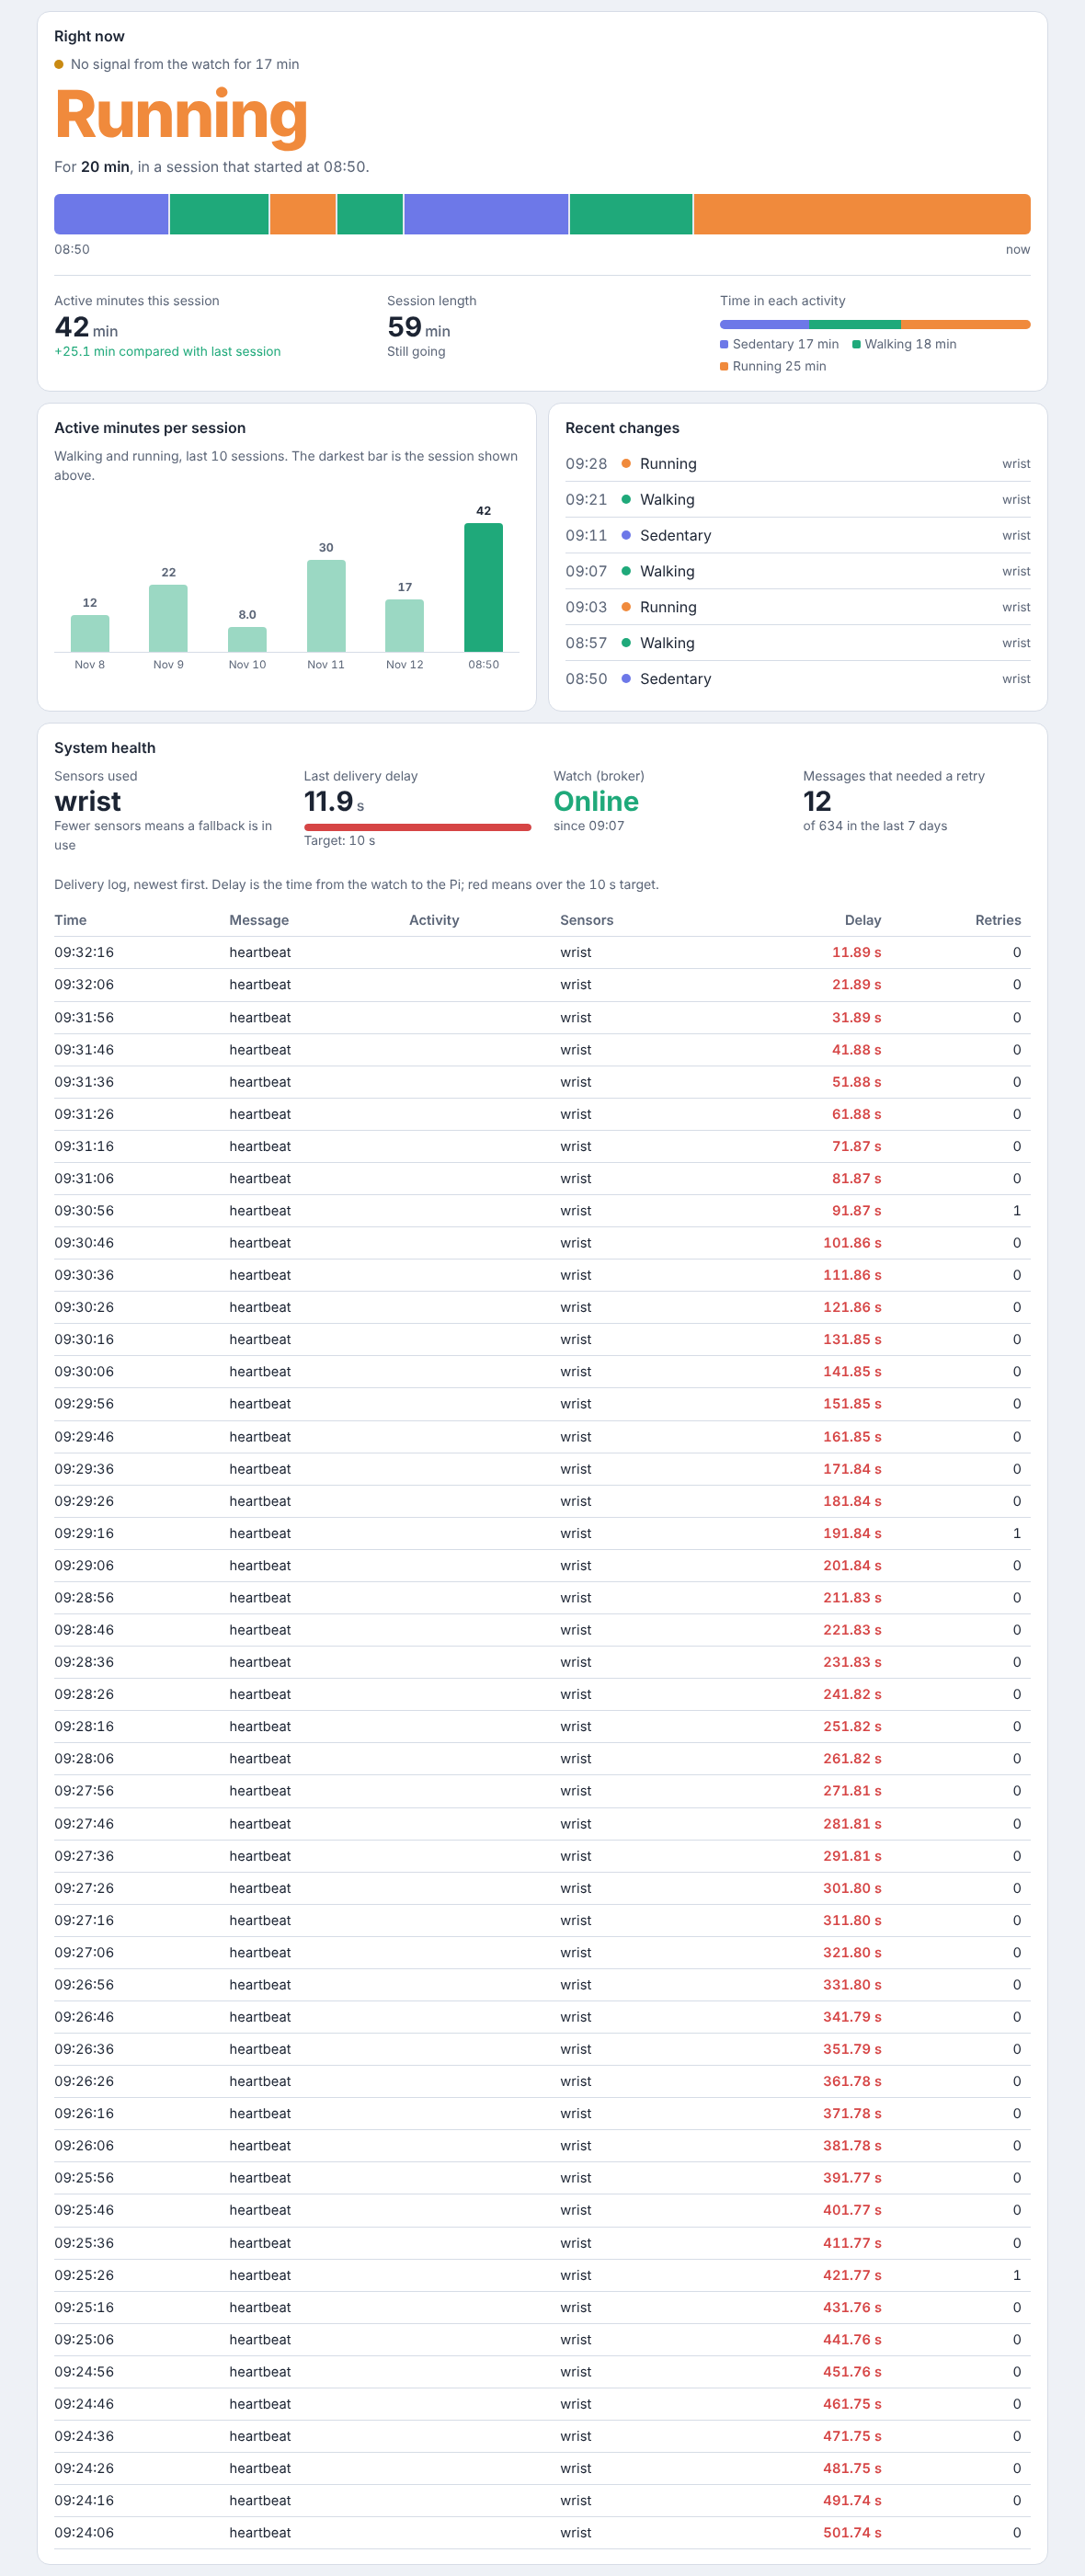 Right now
No signal from the watch for 17 min
Running
For 20 min, in a session that started at 08:50.
08:50 now
Active minutes this session
42 min
+25.1 min compared with last session
Session length
59 min
Still going
Time in each activity
Sedentary 17 min Walking 18 min
Running 25 min
Active minutes per session
Walking and running, last 10 sessions. The darkest bar is the session shown
above.
12
22
8.0
30
17
42
Nov 8 Nov 9 Nov 10 Nov 11 Nov 12 08:50
Recent changes
09:28 Running wrist
09:21 Walking wrist
09:11 Sedentary wrist
09:07 Walking wrist
09:03 Running wrist
08:57 Walking wrist
08:50 Sedentary wrist
System health
Sensors used
wrist
Fewer sensors means a fallback is in
use
Last delivery delay
11.9 s
Target: 10 s
Watch (broker)
Online
since 09:07
Messages that needed a retry
12
of 634 in the last 7 days
Delivery log, newest first. Delay is the time from the watch to the Pi; red means over the 10 s target.
Time Message Activity Sensors Delay Retries
09:32:16 heartbeat wrist 11.89 s 0
09:32:06 heartbeat wrist 21.89 s 0
09:31:56 heartbeat wrist 31.89 s 0
09:31:46 heartbeat wrist 41.88 s 0
09:31:36 heartbeat wrist 51.88 s 0
09:31:26 heartbeat wrist 61.88 s 0
09:31:16 heartbeat wrist 71.87 s 0
09:31:06 heartbeat wrist 81.87 s 0
09:30:56 heartbeat wrist 91.87 s 1
09:30:46 heartbeat wrist 101.86 s 0
09:30:36 heartbeat wrist 111.86 s 0
09:30:26 heartbeat wrist 121.86 s 0
09:30:16 heartbeat wrist 131.85 s 0
09:30:06 heartbeat wrist 141.85 s 0
09:29:56 heartbeat wrist 151.85 s 0
09:29:46 heartbeat wrist 161.85 s 0
09:29:36 heartbeat wrist 171.84 s 0
09:29:26 heartbeat wrist 181.84 s 0
09:29:16 heartbeat wrist 191.84 s 1
09:29:06 heartbeat wrist 201.84 s 0
09:28:56 heartbeat wrist 211.83 s 0
09:28:46 heartbeat wrist 221.83 s 0
09:28:36 heartbeat wrist 231.83 s 0
09:28:26 heartbeat wrist 241.82 s 0
09:28:16 heartbeat wrist 251.82 s 0
09:28:06 heartbeat wrist 261.82 s 0
09:27:56 heartbeat wrist 271.81 s 0
09:27:46 heartbeat wrist 281.81 s 0
09:27:36 heartbeat wrist 291.81 s 0
09:27:26 heartbeat wrist 301.80 s 0
09:27:16 heartbeat wrist 311.80 s 0
09:27:06 heartbeat wrist 321.80 s 0
09:26:56 heartbeat wrist 331.80 s 0
09:26:46 heartbeat wrist 341.79 s 0
09:26:36 heartbeat wrist 351.79 s 0
09:26:26 heartbeat wrist 361.78 s 0
09:26:16 heartbeat wrist 371.78 s 0
09:26:06 heartbeat wrist 381.78 s 0
09:25:56 heartbeat wrist 391.77 s 0
09:25:46 heartbeat wrist 401.77 s 0
09:25:36 heartbeat wrist 411.77 s 0
09:25:26 heartbeat wrist 421.77 s 1
09:25:16 heartbeat wrist 431.76 s 0
09:25:06 heartbeat wrist 441.76 s 0
09:24:56 heartbeat wrist 451.76 s 0
09:24:46 heartbeat wrist 461.75 s 0
09:24:36 heartbeat wrist 471.75 s 0
09:24:26 heartbeat wrist 481.75 s 0
09:24:16 heartbeat wrist 491.74 s 0
09:24:06 heartbeat wrist 501.74 s 0